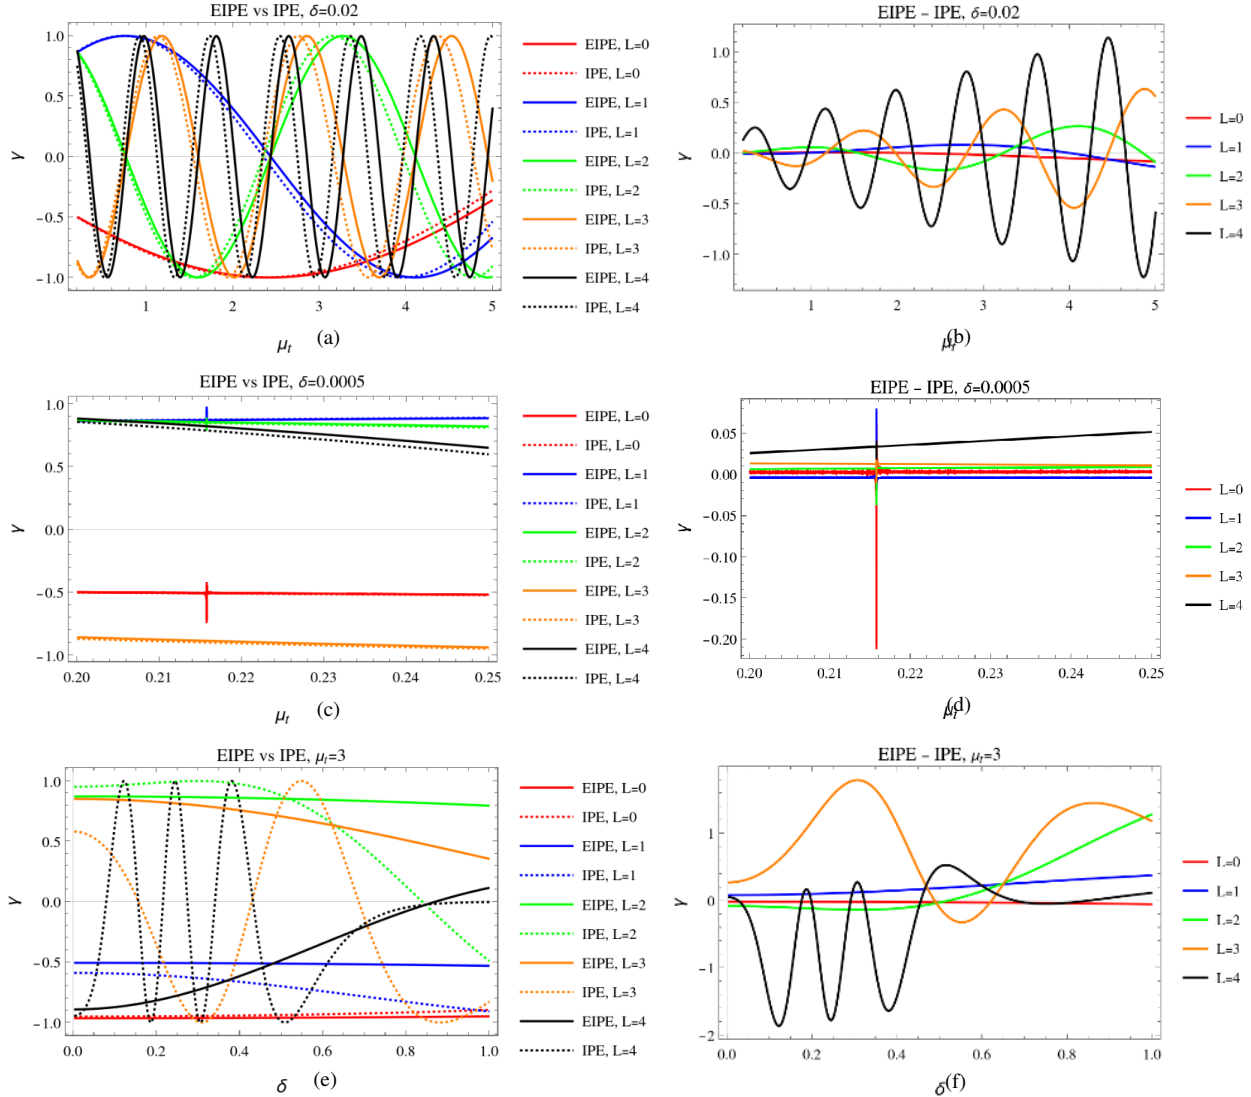 EIPE vs IPE, δ=0.02
1.0
0.5
0.0
-0.5
-1.0
γ
1 2 3 4 5
μt (a)
EIPE, L=0
IPE, L=0
EIPE, L=1
IPE, L=1
EIPE, L=2
IPE, L=2
EIPE, L=3
IPE, L=3
EIPE, L=4
IPE, L=4
EIPE – IPE, δ=0.02
1.0
0.5
0.0
-0.5
-1.0
γ
1 2 3 4 5
μt (b)
L=0
L=1
L=2
L=3
L=4
EIPE vs IPE, δ=0.0005
1.0
0.5
0.0
-0.5
-1.0
γ
0.20 0.21 0.22 0.23 0.24 0.25
μt (c)
EIPE, L=0
IPE, L=0
EIPE, L=1
IPE, L=1
EIPE, L=2
IPE, L=2
EIPE, L=3
IPE, L=3
EIPE, L=4
IPE, L=4
EIPE – IPE, δ=0.0005
0.05
0.00
-0.05
-0.10
-0.15
-0.20
γ
0.20 0.21 0.22 0.23 0.24 0.25
μt (d)
L=0
L=1
L=2
L=3
L=4
EIPE vs IPE, μt=3
1.0
0.5
0.0
-0.5
-1.0
γ
0.0 0.2 0.4 0.6 0.8 1.0
δ (e)
EIPE, L=0
IPE, L=0
EIPE, L=1
IPE, L=1
EIPE, L=2
IPE, L=2
EIPE, L=3
IPE, L=3
EIPE, L=4
IPE, L=4
EIPE – IPE, μt=3
1
0
-1
-2
γ
0.0 0.2 0.4 0.6 0.8 1.0
δ (f)
L=0
L=1
L=2
L=3
L=4